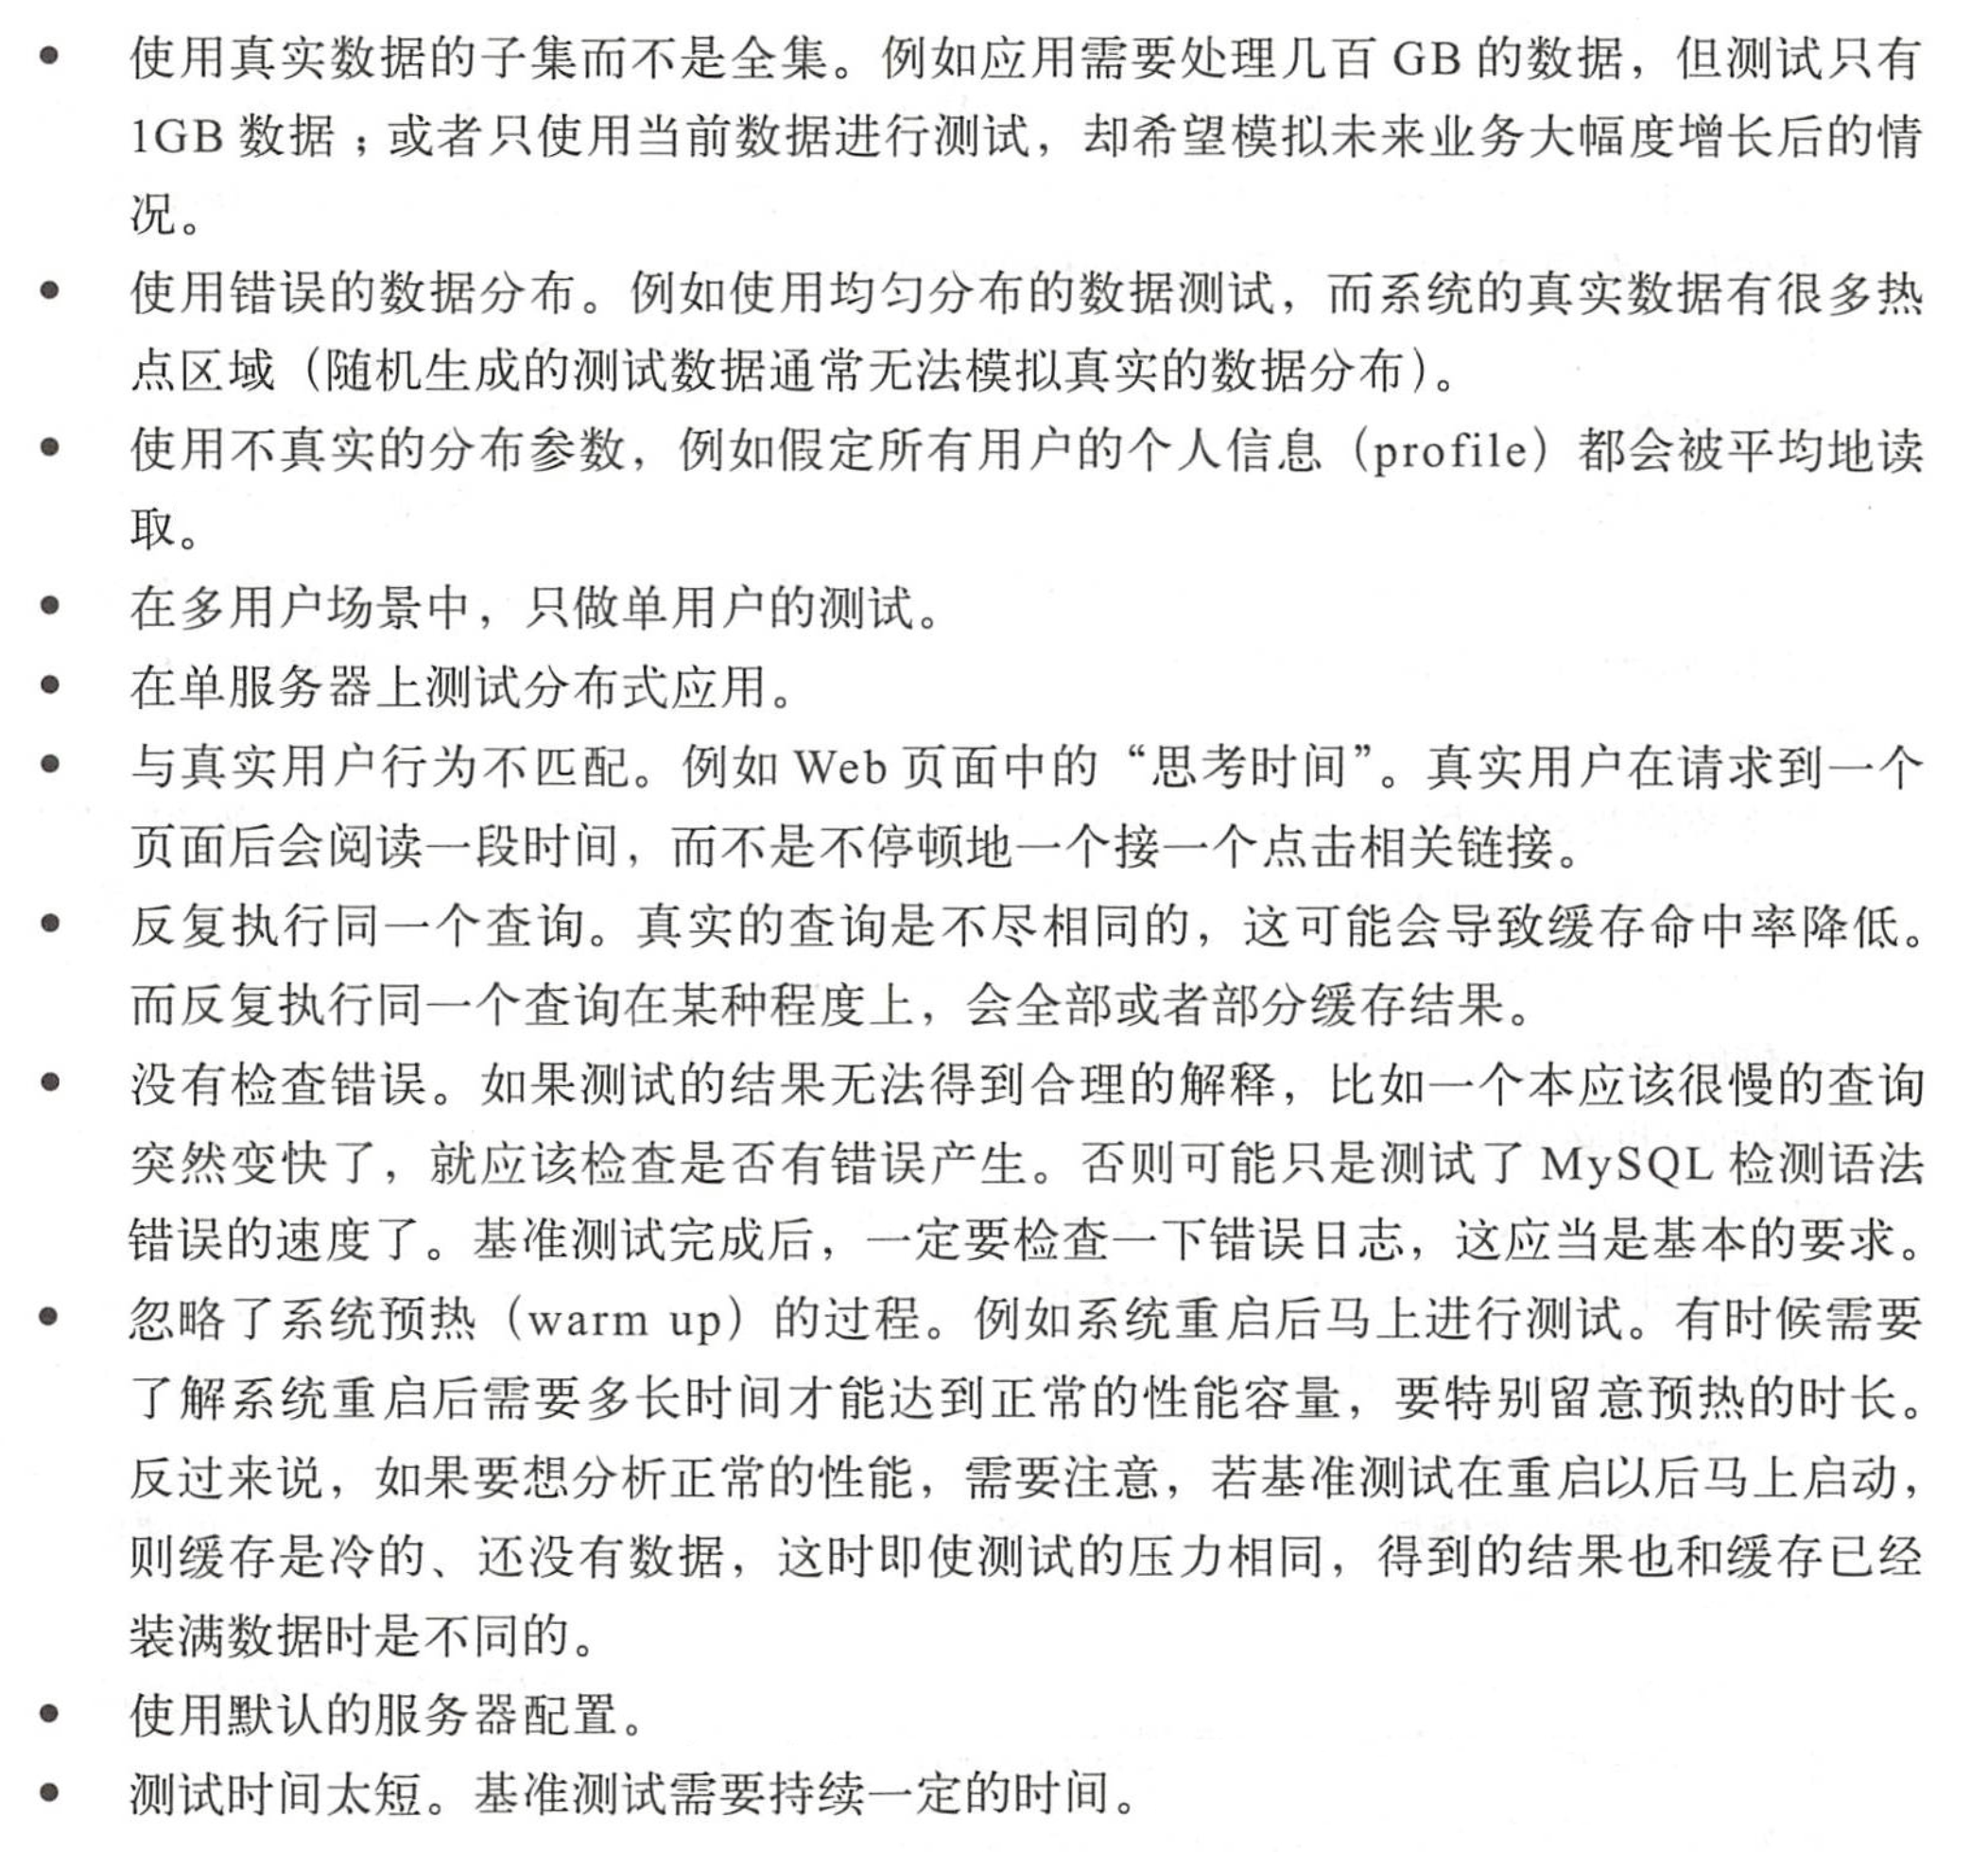 • 使用真实数据的子集而不是全集。例如应用需要处理几百 GB 的数据，但测试只有
1GB 数据；或者只使用当前数据进行测试，却希望模拟未来业务大幅度增长后的情
况。
• 使用错误的数据分布。例如使用均匀分布的数据测试，而系统的真实数据有很多热
点区域（随机生成的测试数据通常无法模拟真实的数据分布）。
• 使用不真实的分布参数，例如假定所有用户的个人信息（profile）都会被平均地读
取。
• 在多用户场景中，只做单用户的测试。
• 在单服务器上测试分布式应用。
• 与真实用户行为不匹配。例如 Web 页面中的“思考时间”。真实用户在请求到一个
页面后会阅读一段时间，而不是不停顿地一个接一个点击相关链接。
• 反复执行同一个查询。真实的查询是不尽相同的，这可能会导致缓存命中率降低。
而反复执行同一个查询在某种程度上，会全部或者部分缓存结果。
• 没有检查错误。如果测试的结果无法得到合理的解释，比如一个本应该很慢的查询
突然变快了，就应该检查是否有错误产生。否则可能只是测试了 MySQL 检测语法
错误的速度了。基准测试完成后，一定要检查一下错误日志，这应当是基本的要求。
• 忽略了系统预热（warm up）的过程。例如系统重启后马上进行测试。有时候需要
了解系统重启后需要多长时间才能达到正常的性能容量，要特别留意预热的时长。
反过来说，如果要想分析正常的性能，需要注意，若基准测试在重启以后马上启动，
则缓存是冷的、还没有数据，这时即使测试的压力相同，得到的结果也和缓存已经
装满数据时是不同的。
• 使用默认的服务器配置。
• 测试时间太短。基准测试需要持续一定的时间。